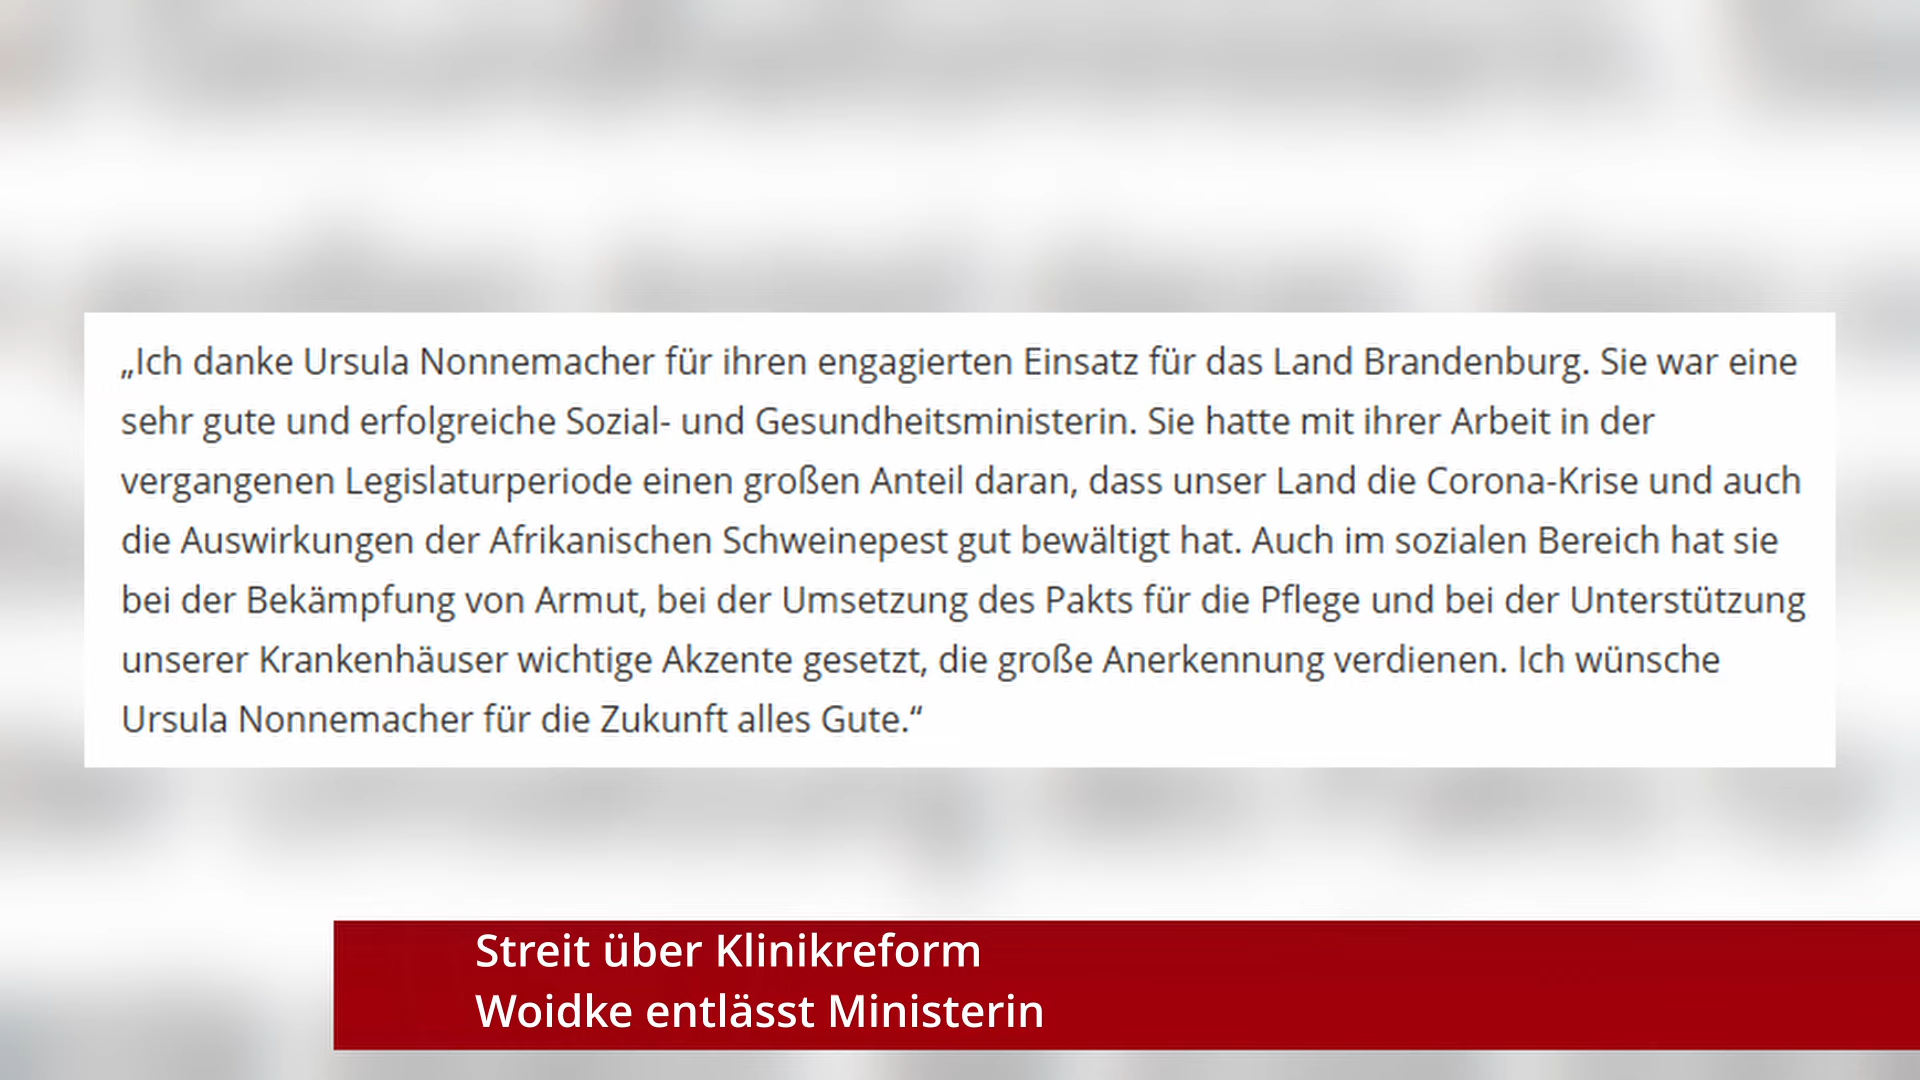 „Ich danke Ursula Nonnemacher für ihren engagierten Einsatz für das Land Brandenburg. Sie war eine
sehr gute und erfolgreiche Sozial- und Gesundheitsministerin. Sie hatte mit ihrer Arbeit in der
vergangenen Legislaturperiode einen großen Anteil daran, dass unser Land die Corona-Krise und auch
die Auswirkungen der Afrikanischen Schweinepest gut bewältigt hat. Auch im sozialen Bereich hat sie
bei der Bekämpfung von Armut, bei der Umsetzung des Pakts für die Pflege und bei der Unterstützung
unserer Krankenhäuser wichtige Akzente gesetzt, die große Anerkennung verdienen. Ich wünsche
Ursula Nonnemacher für die Zukunft alles Gute.“
Streit über Klinikreform
Woidke entlässt Ministerin